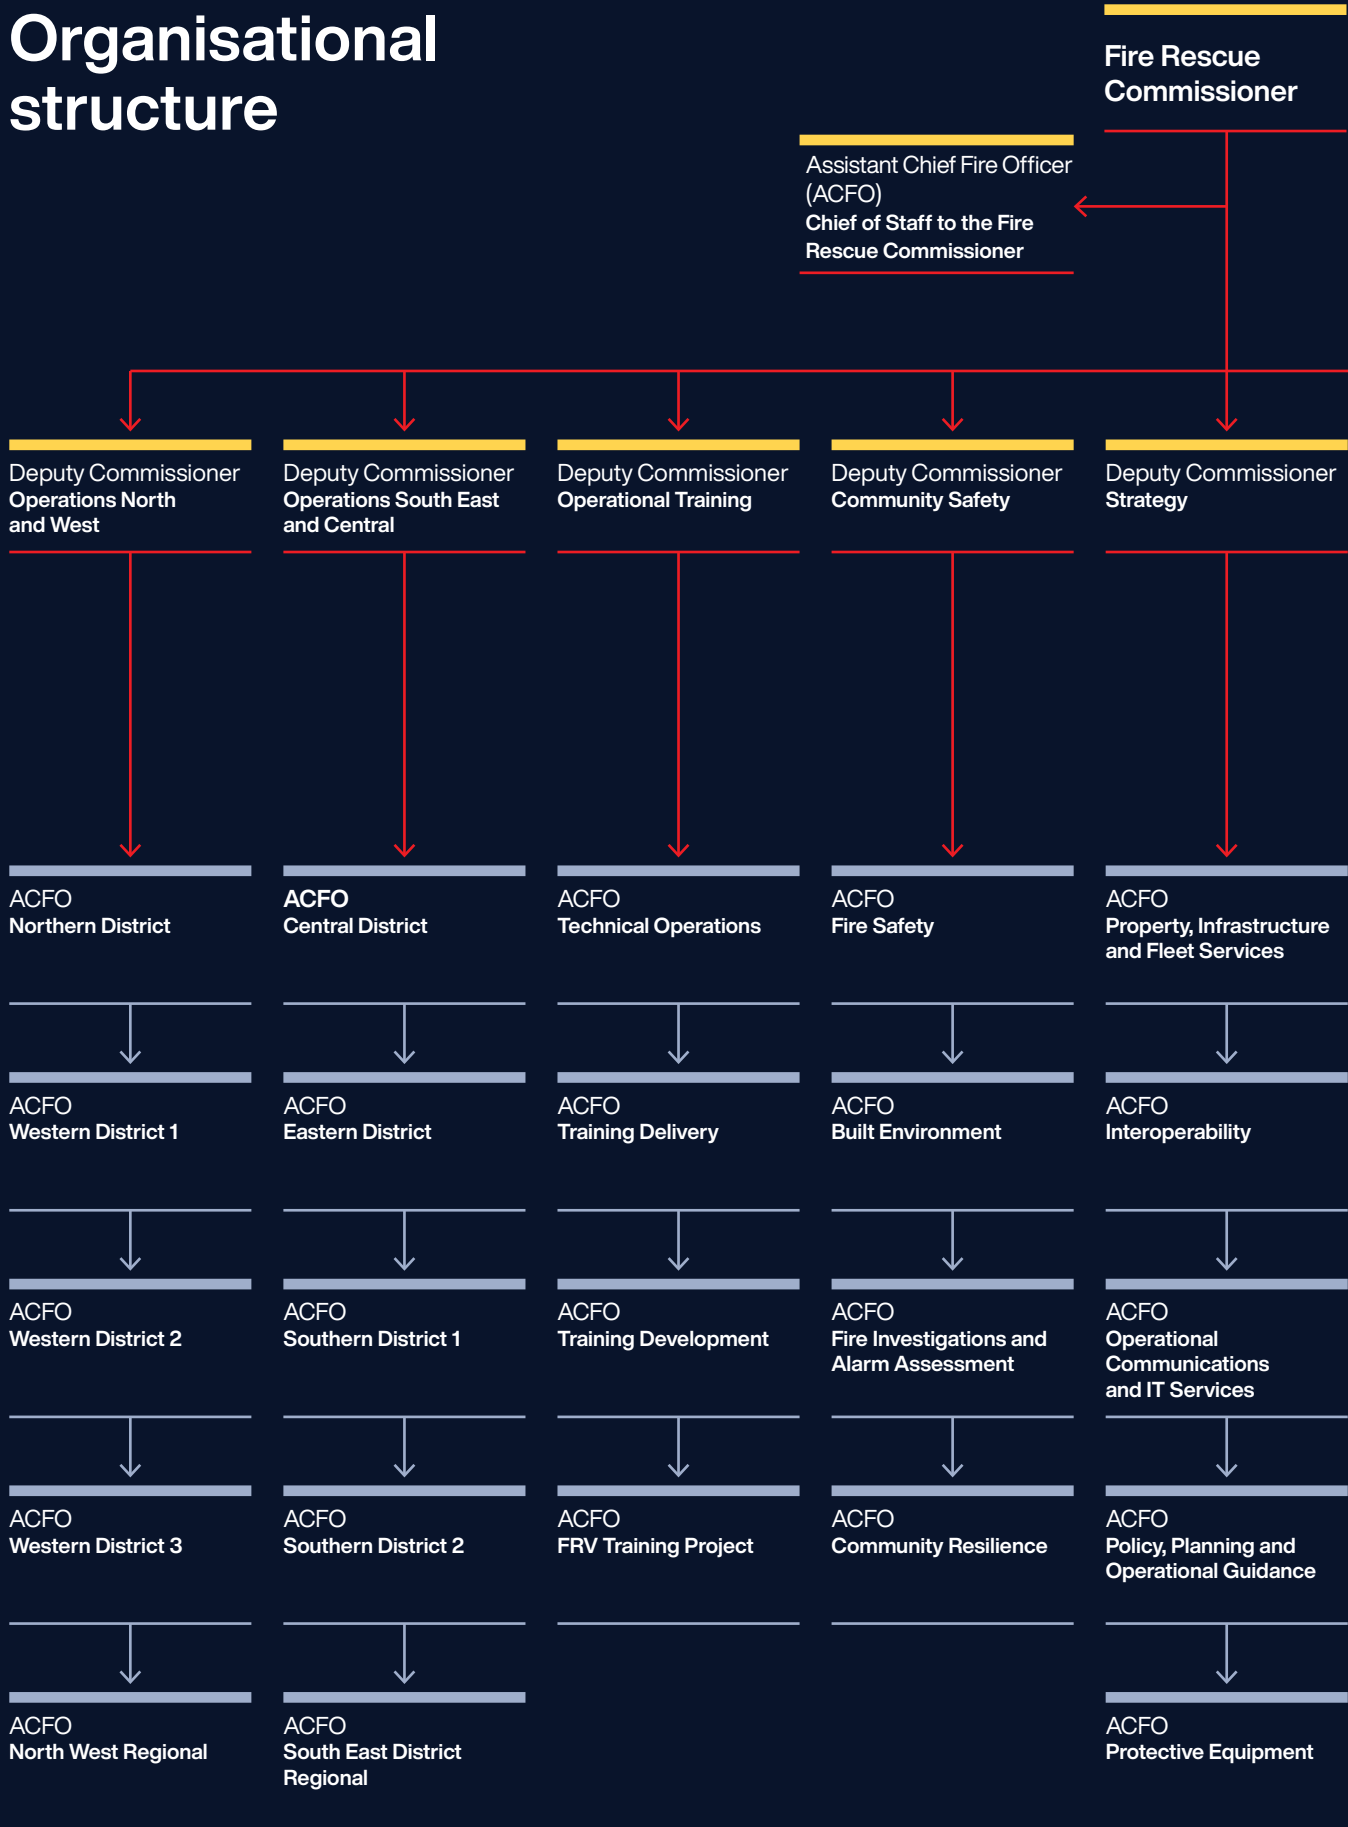 Organisational
structure
Fire Rescue
Commissioner
Assistant Chief Fire Officer
(ACFO)
Chief of Staff to the Fire
Rescue Commissioner
Deputy Commissioner
Operations North
and West
Deputy Commissioner
Operations South East
and Central
Deputy Commissioner
Operational Training
Deputy Commissioner
Community Safety
Deputy Commissioner
Strategy
ACFO
Northern District
ACFO
Central District
ACFO
Technical Operations
ACFO
Fire Safety
ACFO
Property, Infrastructure
and Fleet Services
ACFO
Western District 1
ACFO
Eastern District
ACFO
Training Delivery
ACFO
Built Environment
ACFO
Interoperability
ACFO
Western District 2
ACFO
Southern District 1
ACFO
Training Development
ACFO
Fire Investigations and
Alarm Assessment
ACFO
Operational
Communications
and IT Services
ACFO
Western District 3
ACFO
Southern District 2
ACFO
FRV Training Project
ACFO
Community Resilience
ACFO
Policy, Planning and
Operational Guidance
ACFO
North West Regional
ACFO
South East District
Regional
ACFO
Protective Equipment